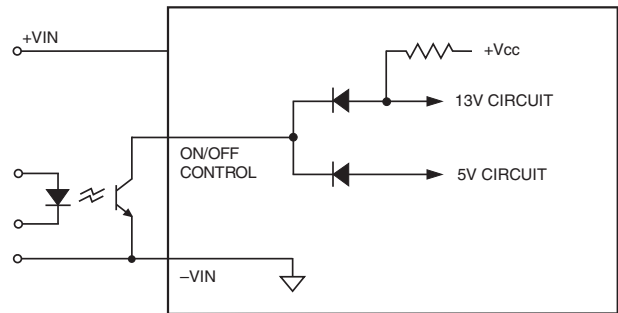 +VIN
+Vcc
13V CIRCUIT
ON/OFF
CONTROL
5V CIRCUIT
–VIN